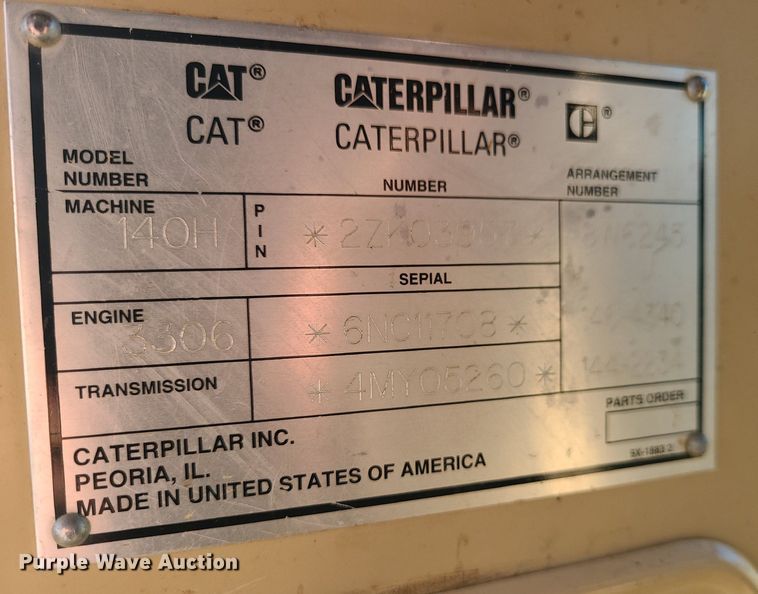 CAT® CATERPILLAR®
CAT® CATERPILLAR® C®
MODEL NUMBER NUMBER ARRANGEMENT NUMBER
MACHINE 140H PIN
SERIAL
ENGINE 3306 *6NC11708*
TRANSMISSION *4MY05260*
PARTS ORDER
CATERPILLAR INC.
PEORIA, IL.
MADE IN UNITED STATES OF AMERICA
Purple Wave Auction